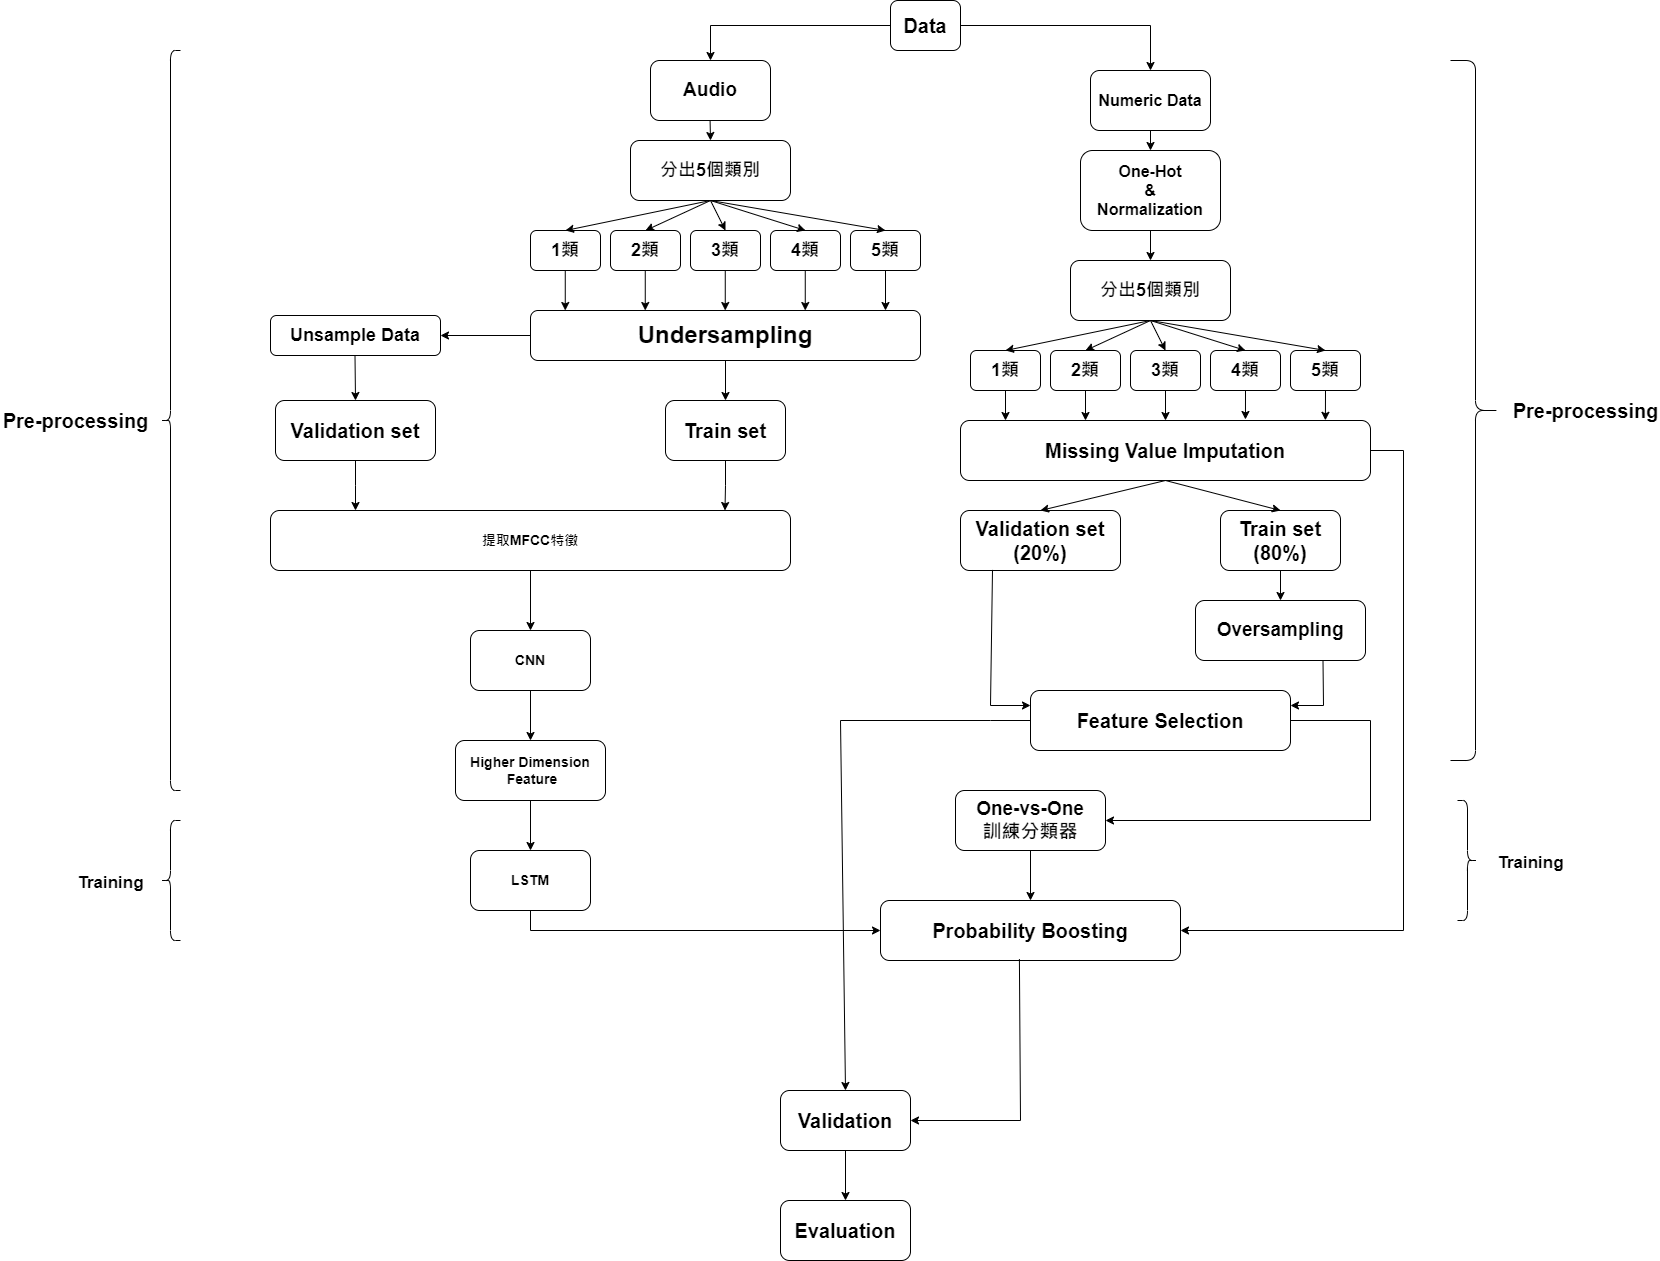 Data
Audio
Numeric Data
分出5個類別
One-Hot
&
Normalization
1類
2類
3類
4類
5類
分出5個類別
Unsample Data
Undersampling
1類
2類
3類
4類
5類
Pre-processing
Validation set
Train set
Missing Value Imputation
Pre-processing
提取MFCC特徵
Validation set
(20%)
Train set
(80%)
Oversampling
CNN
Feature Selection
Higher Dimension
Feature
One-vs-One
訓練分類器
Training
LSTM
Training
Probability Boosting
Validation
Evaluation